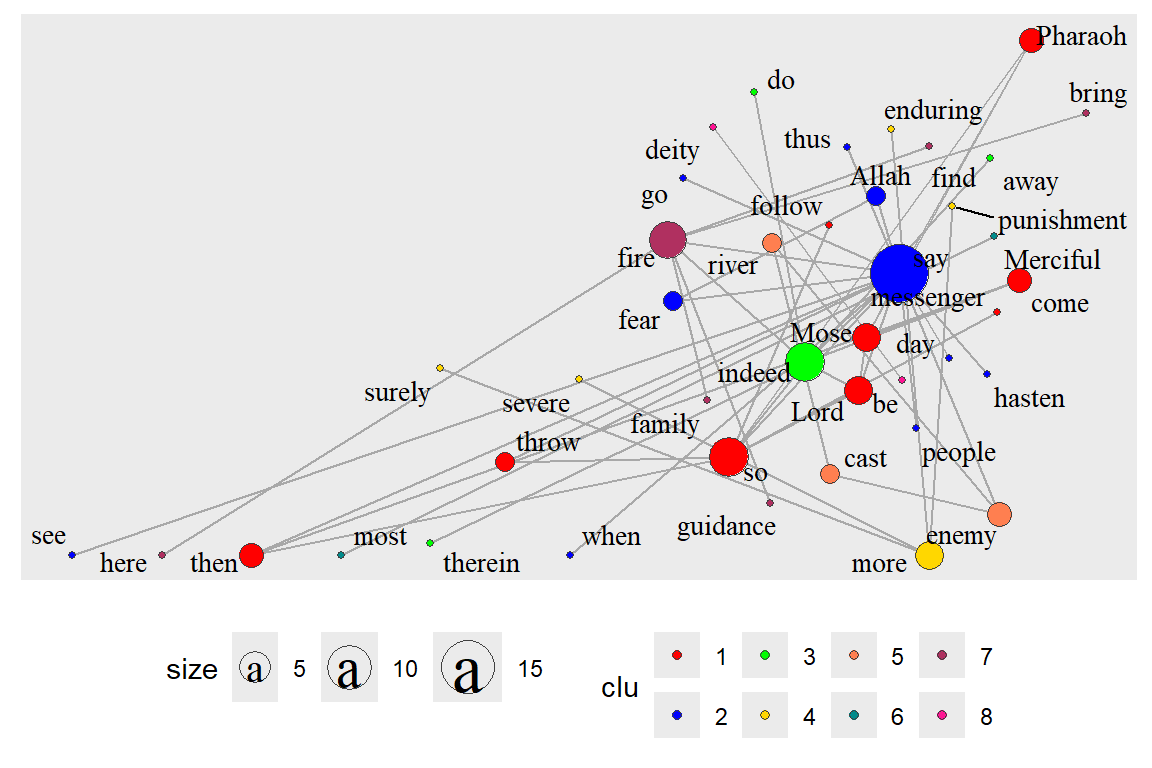 Pharaoh
do
bring
enduring
thus
deity
Allah
find
away
go
follow
punishment
fire
river
say
Merciful
messenger
come
fear
Mose
day
indeed
surely
severe
Lord
be
hasten
family
throw
people
cast
so
guidance
see
most
when
enemy
here
then
therein
more
size
a
5
a
10
a
15
clu
1
3
5
7
2
4
6
8